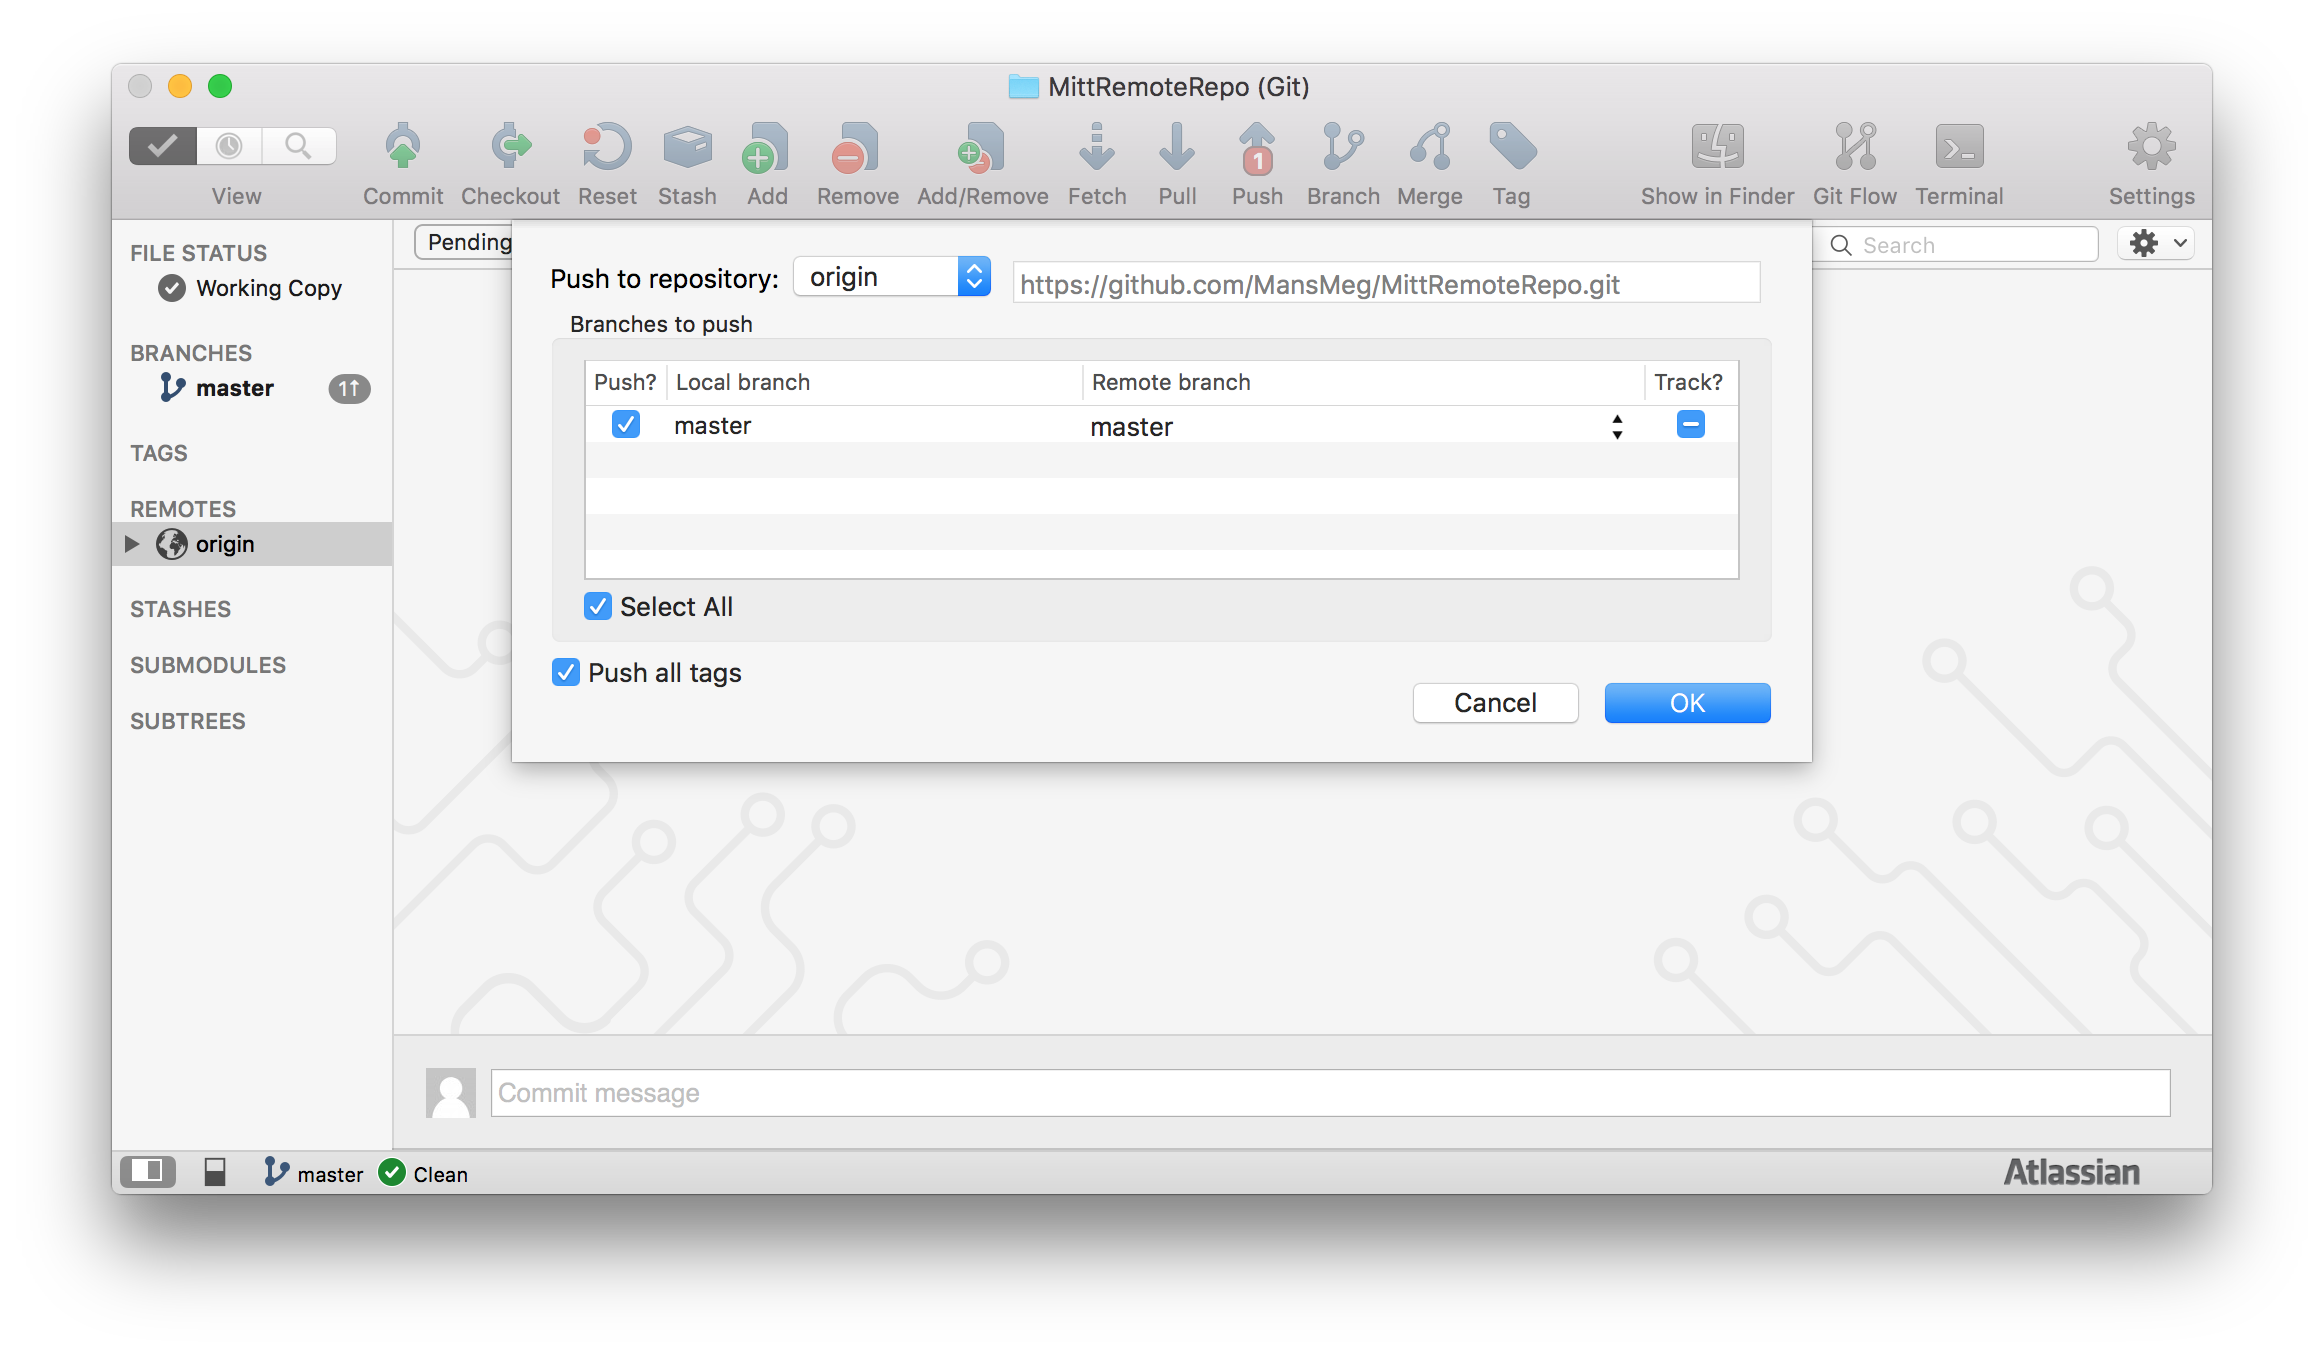 MittRemoteRepo (Git)
View Commit Checkout Reset Stash Add Remove Add/Remove Fetch Pull 1 Push Branch Merge Tag Show in Finder Git Flow Terminal Settings
FILE STATUS
Working Copy
BRANCHES
master 1↑
TAGS
REMOTES
origin
STASHES
SUBMODULES
SUBTREES
Pending
Search
Push to repository: origin https://github.com/MansMeg/MittRemoteRepo.git
Branches to push
Push? Local branch Remote branch Track?
master master
Select All
Push all tags
Cancel OK
Commit message
master Clean Atlassian